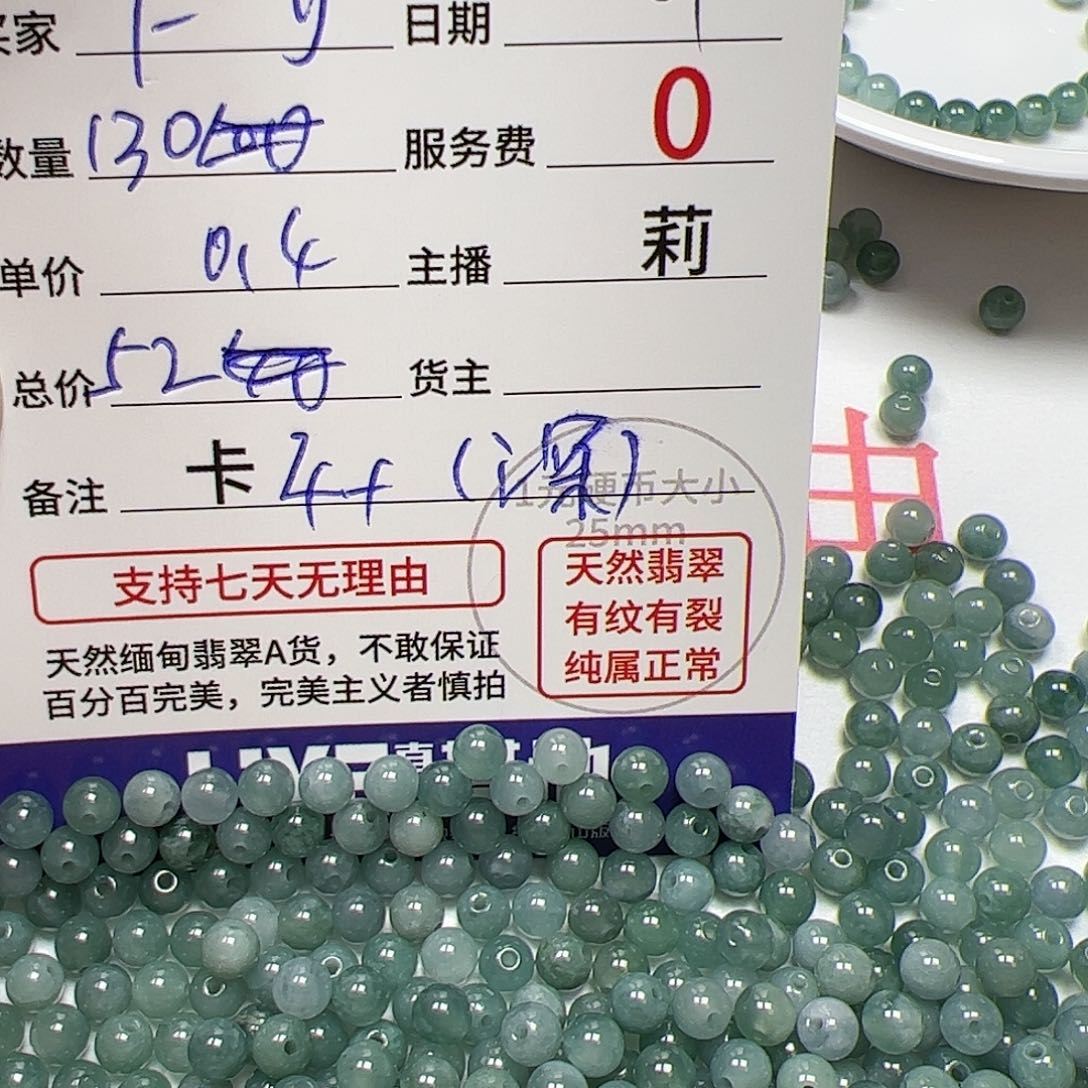 买家 日期
数量 130 服务费 0
单价 0.4 主播 莉
总价 52 货主
备注 卡 4+ (深)
1元硬币大小
25mm
支持七天无理由
天然翡翠
有纹有裂
纯属正常
天然缅甸翡翠A货，不敢保证
百分百完美，完美主义者慎拍
由